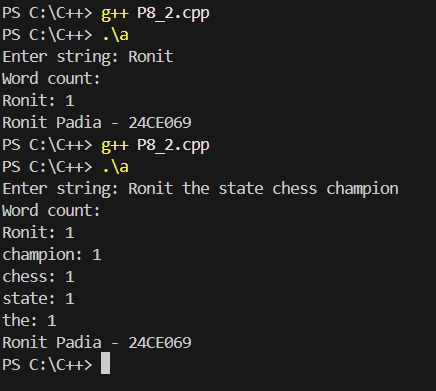 PS C:\C++> g++ P8_2.cpp
PS C:\C++> .\a
Enter string: Ronit
Word count:
Ronit: 1
Ronit Padia - 24CE069
PS C:\C++> g++ P8_2.cpp
PS C:\C++> .\a
Enter string: Ronit the state chess champion
Word count:
Ronit: 1
champion: 1
chess: 1
state: 1
the: 1
Ronit Padia - 24CE069
PS C:\C++>